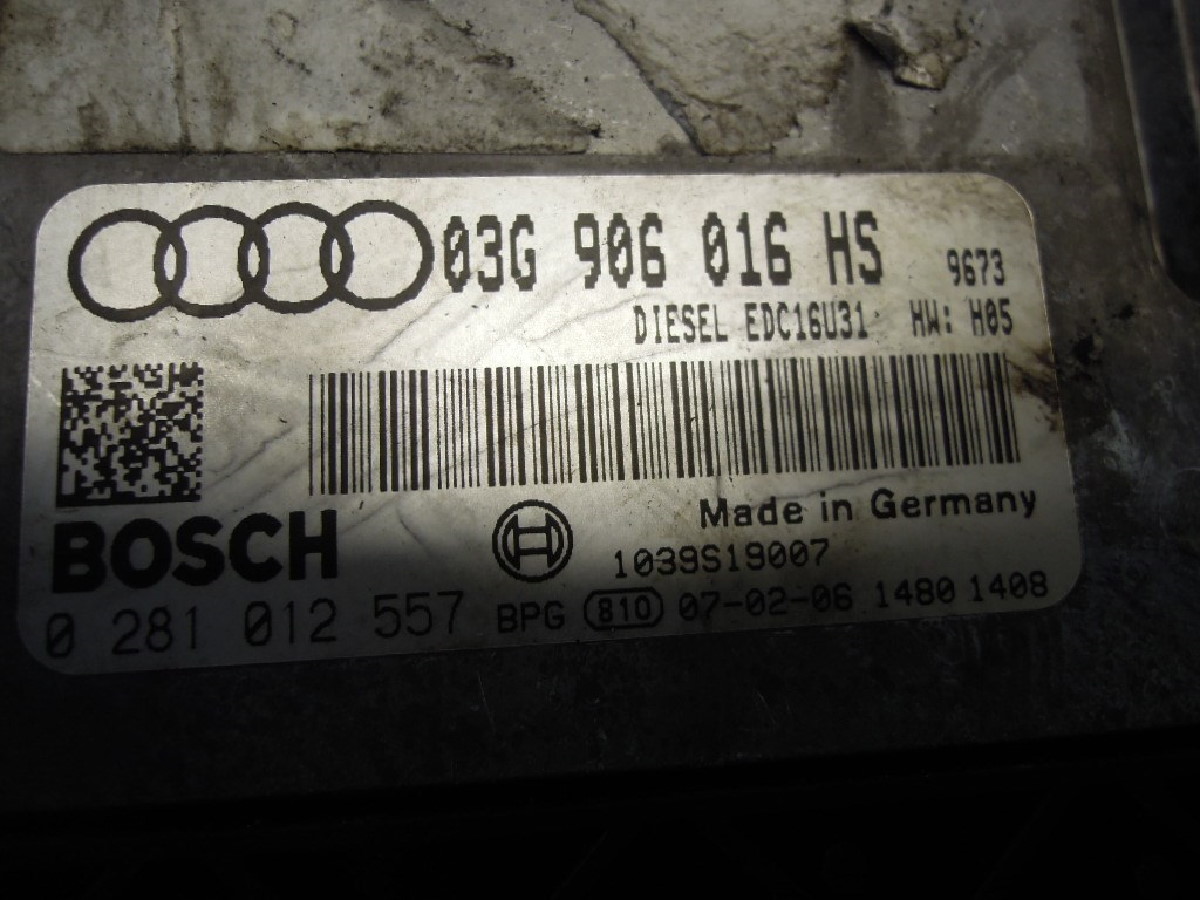 03G 906 016 HS 9673
DIESEL EDC16U31 HW: H05
Made in Germany
BOSCH
1039S19007
0 281 012 557 BPG 810 07-02-06 1480 1408